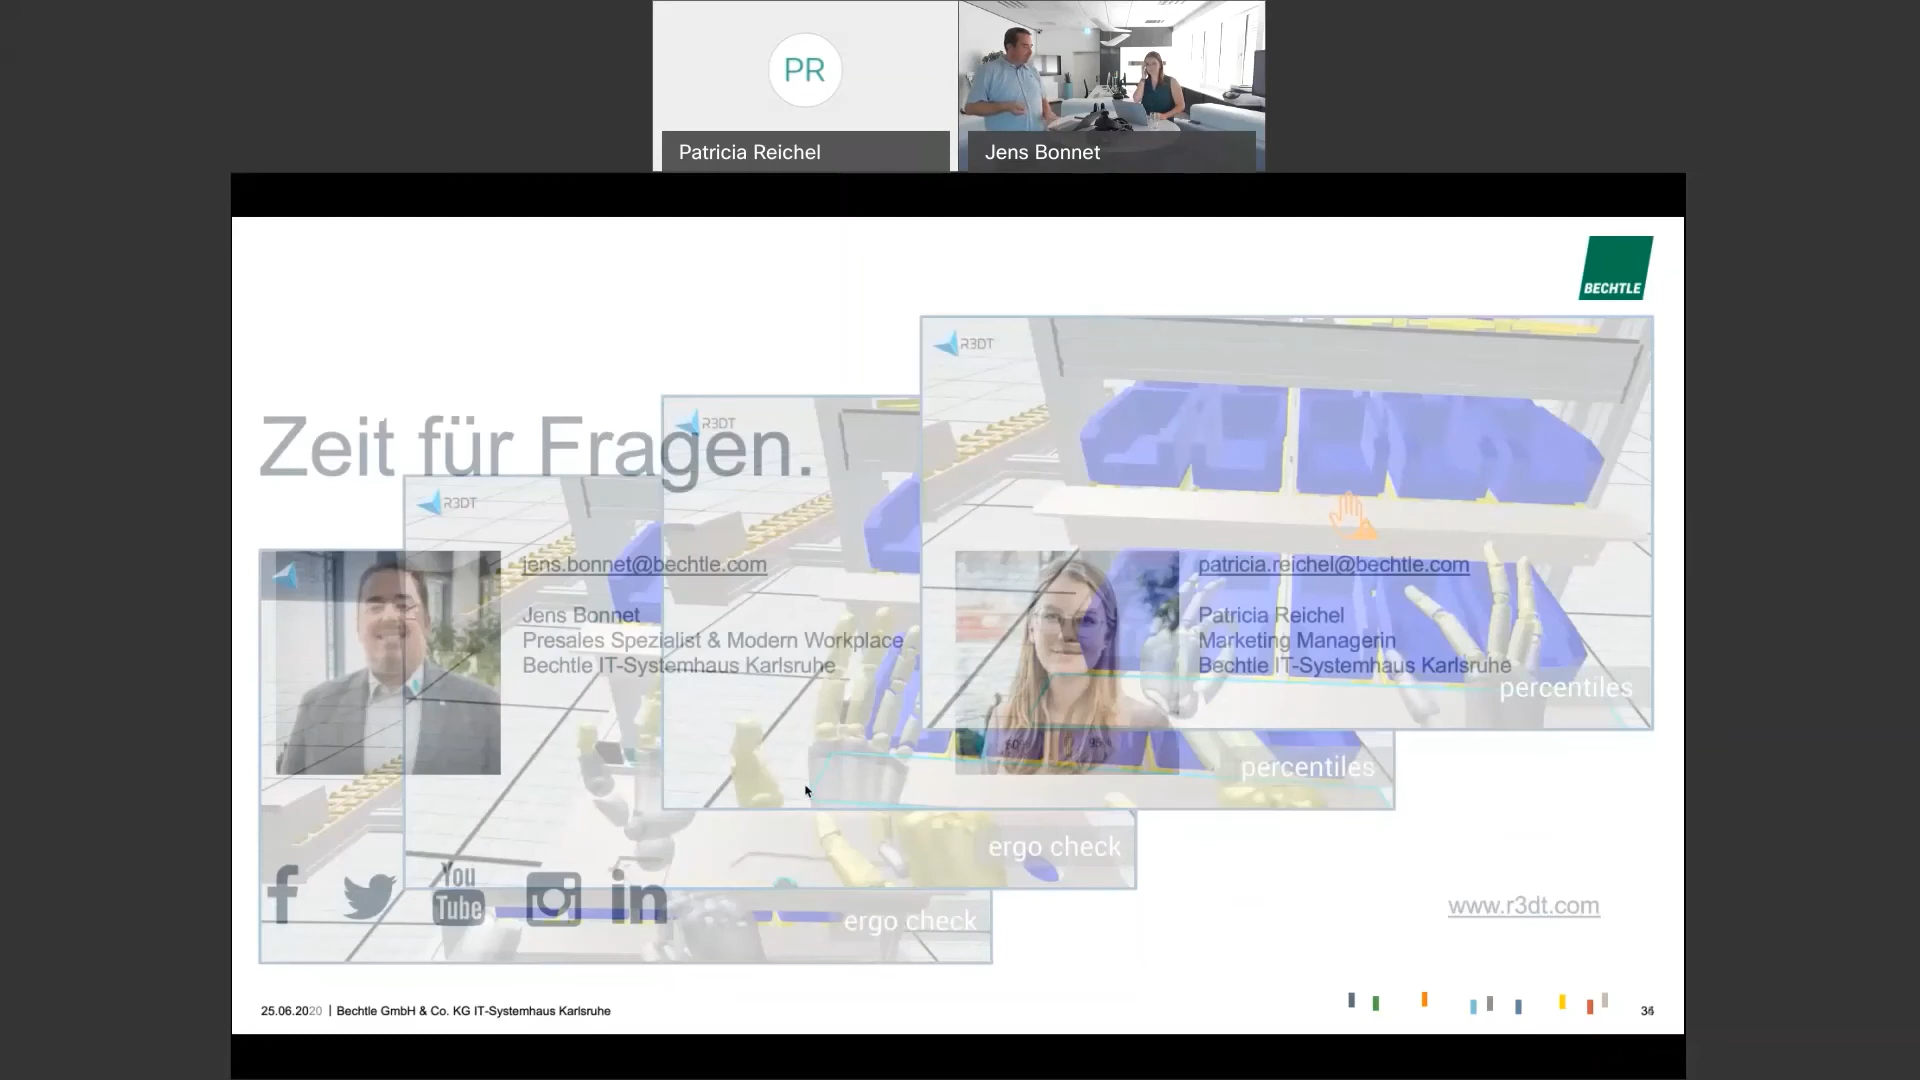 PR
Patricia Reichel
Jens Bonnet
BECHTLE
R3DT
R3DT
Zeit für Fragen.
R3DT
jens.bonnet@bechtle.com
Jens Bonnet
Presales Spezialist & Modern Workplace
Bechtle IT-Systemhaus Karlsruhe
patricia.reichel@bechtle.com
Patricia Reichel
Marketing Managerin
Bechtle IT-Systemhaus Karlsruhe
percentiles
percentiles
ergo check
ergo check
f
You
Tube
in
www.r3dt.com
25.06.2020 | Bechtle GmbH & Co. KG IT-Systemhaus Karlsruhe